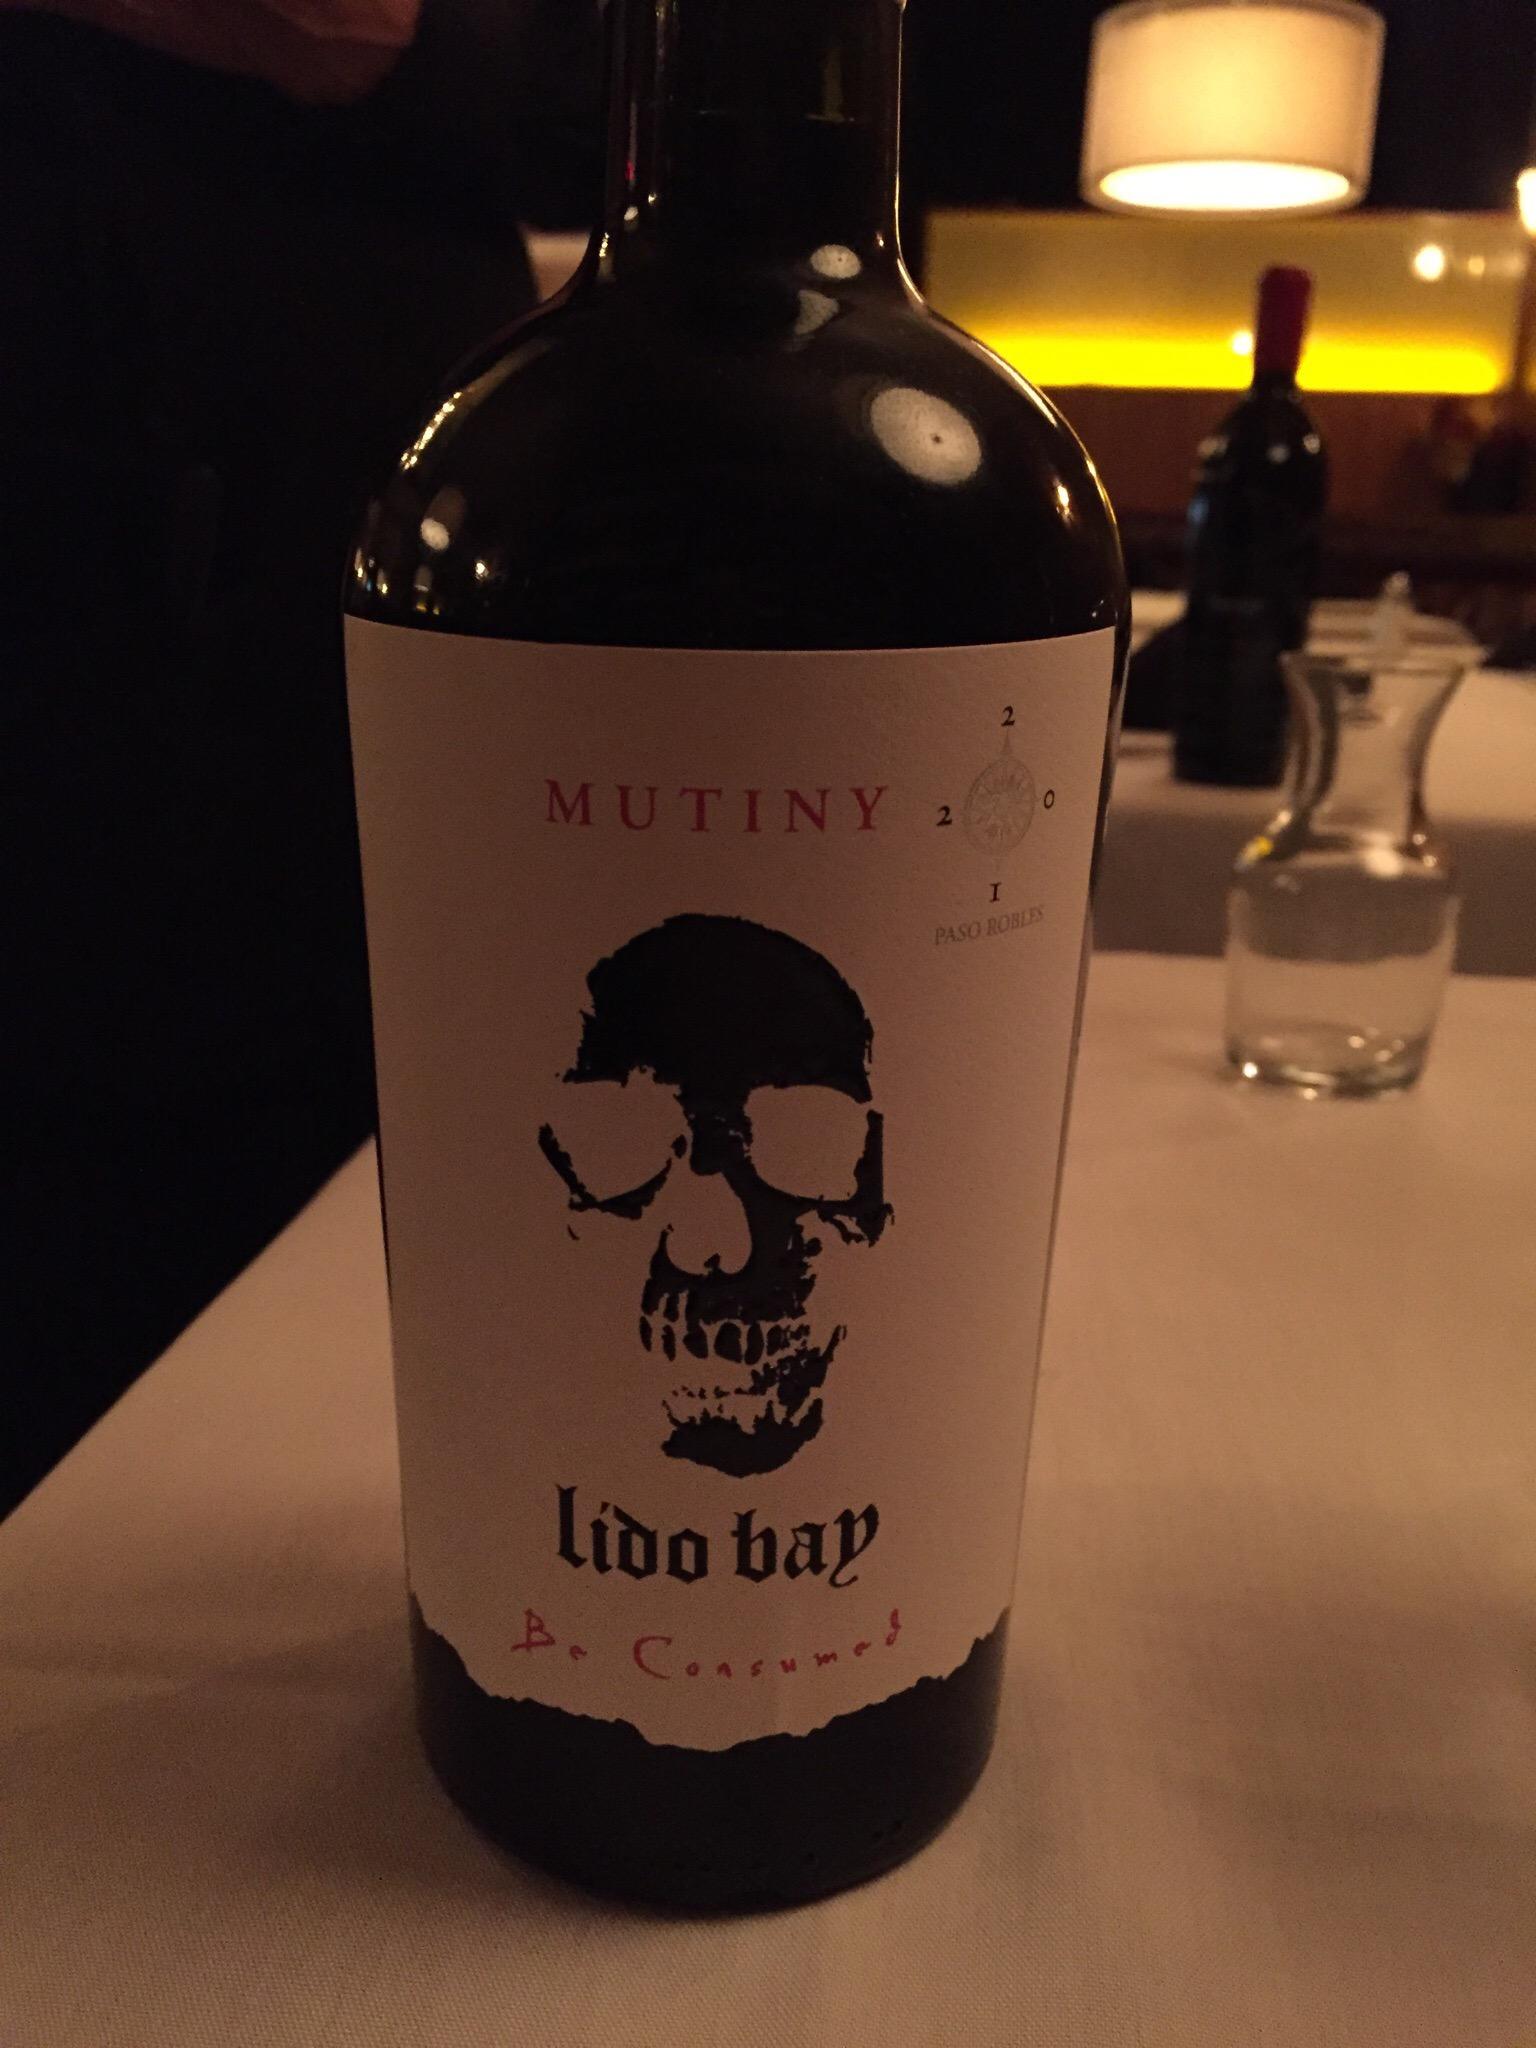 MUTINY
2
2 0
1
PASO ROBLES
lido bay
Be Consumed